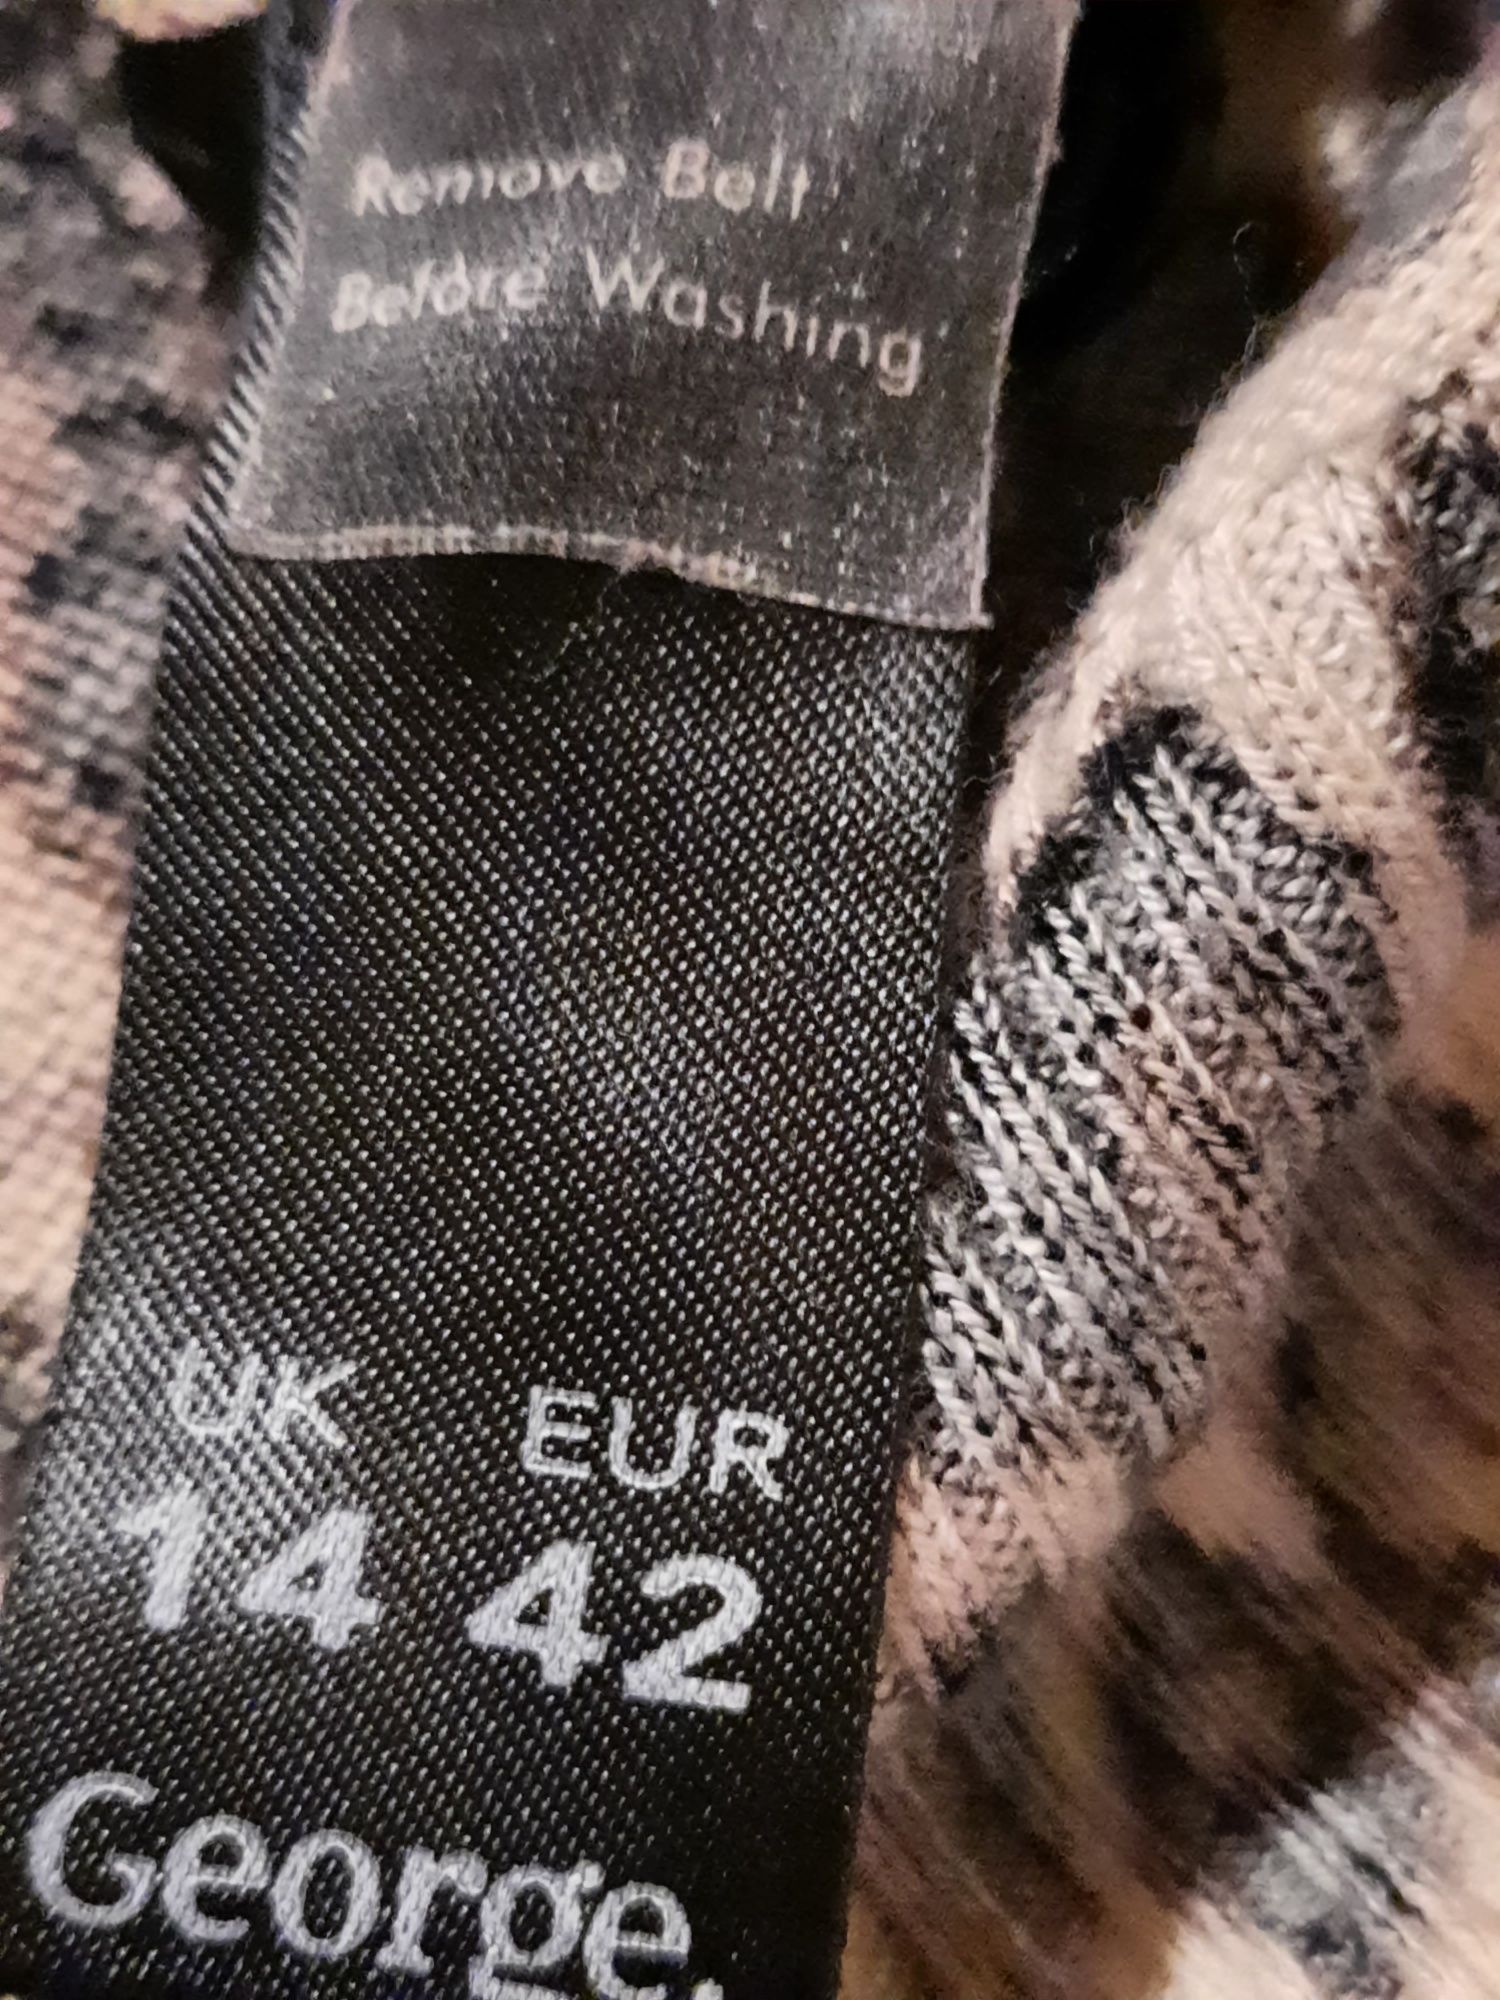 Remove Belt
Before Washing
UK EUR
14 42
George.